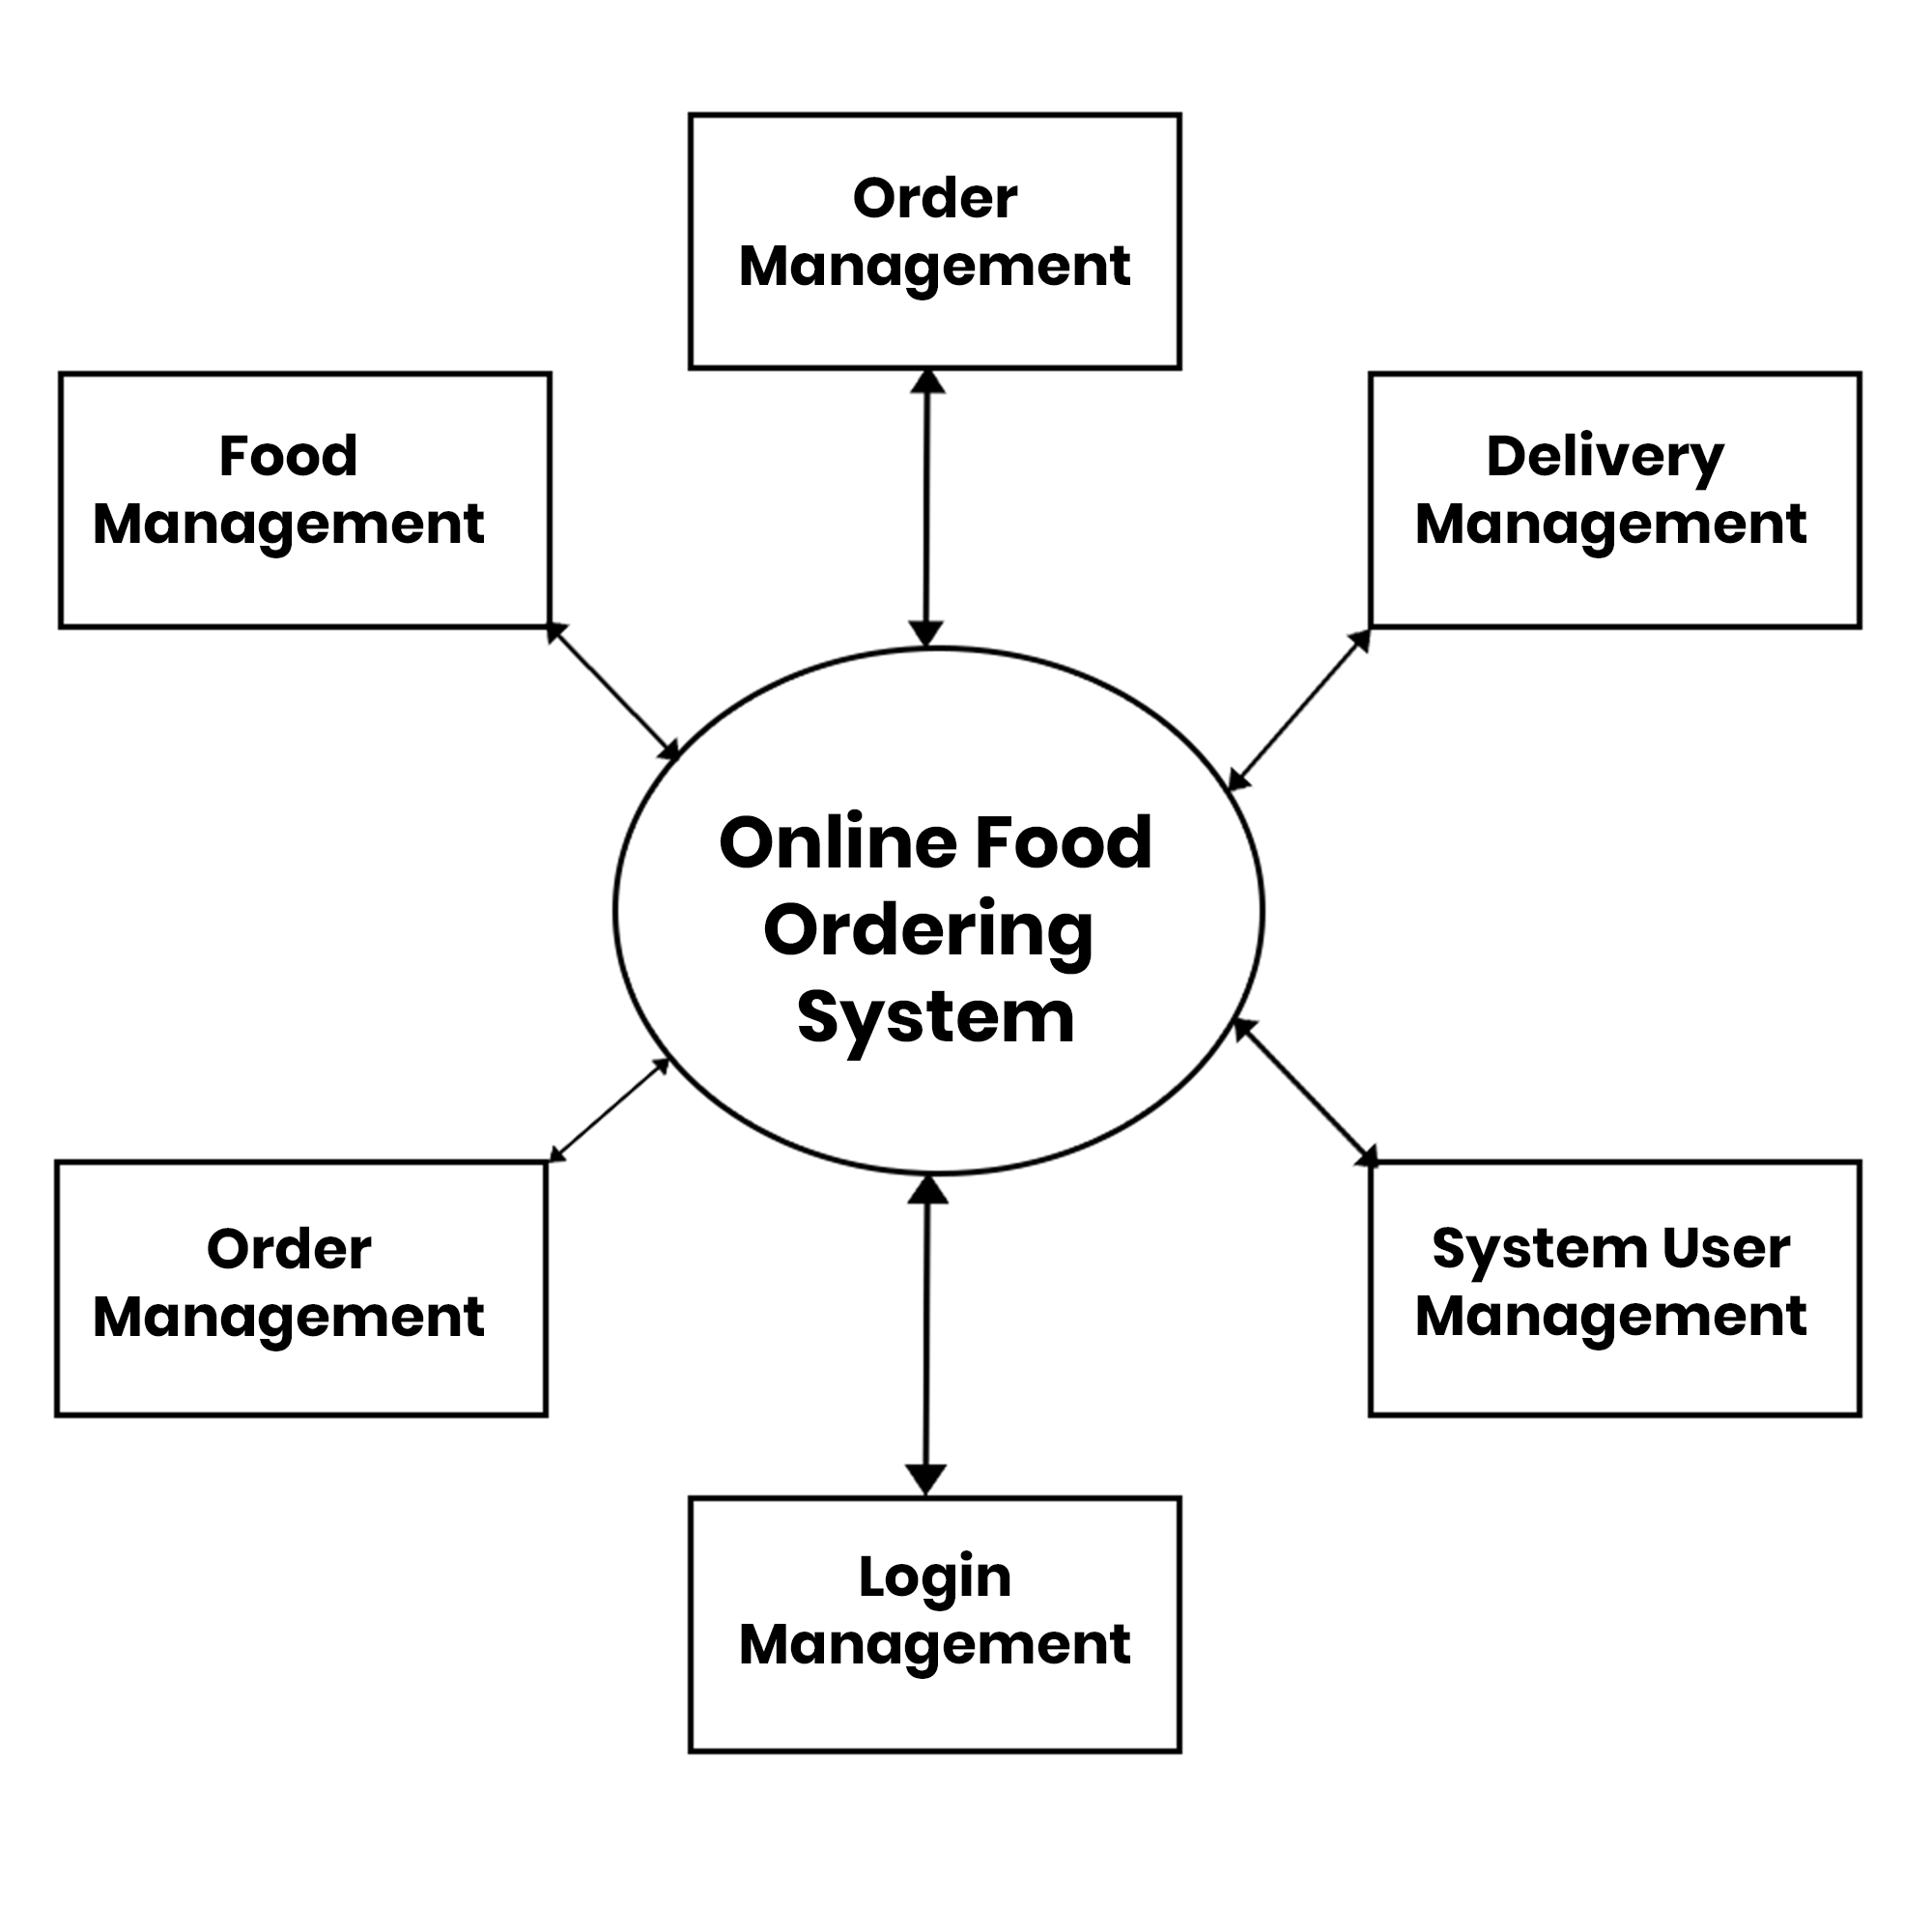 Order
Management
Food
Management
Delivery
Management
Online Food
Ordering
System
Order
Management
System User
Management
Login
Management